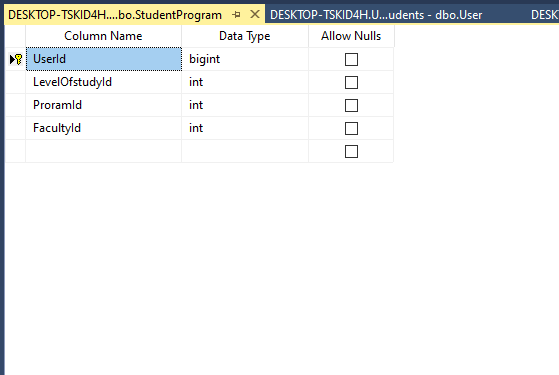 DESKTOP-TSKID4H....bo.StudentProgram DESKTOP-TSKID4H.U...udents - dbo.User DESKT
Column Name Data Type Allow Nulls
UserId bigint
LevelOfstudyId int
ProramId int
FacultyId int